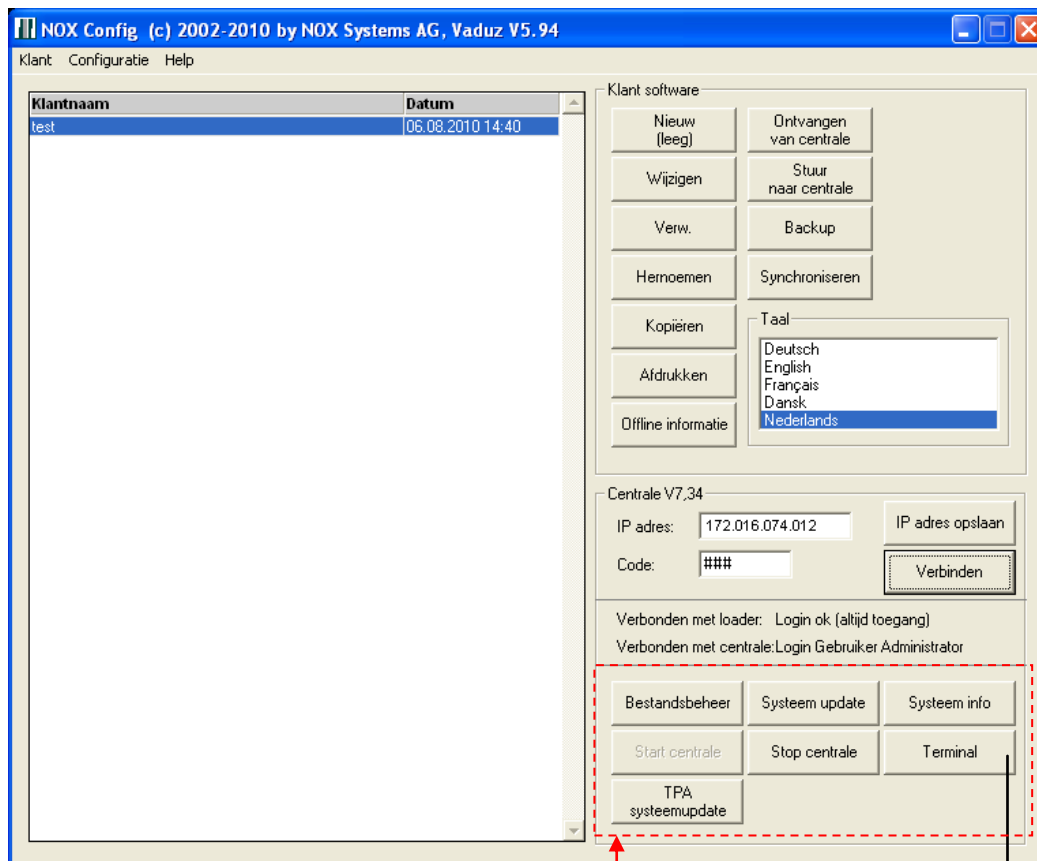 NOX Config (c) 2002-2010 by NOX Systems AG, Vaduz V5.94
Klant Configuratie Help
Klantnaam Datum
test 06.08.2010 14:40
Klant software
Nieuw
(leeg)
Ontvangen
van centrale
Wijzigen
Stuur
naar centrale
Verw.
Backup
Hernoemen
Synchroniseren
Kopiëren
Afdrukken
Offline informatie
Taal
Deutsch
English
Français
Dansk
Nederlands
Centrale V7,34
IP adres: 172.016.074.012
IP adres opslaan
Code: ###
Verbinden
Verbonden met loader: Login ok (altijd toegang)
Verbonden met centrale:Login Gebruiker Administrator
Bestandsbeheer
Systeem update
Systeem info
Start centrale
Stop centrale
Terminal
TPA
systeemupdate